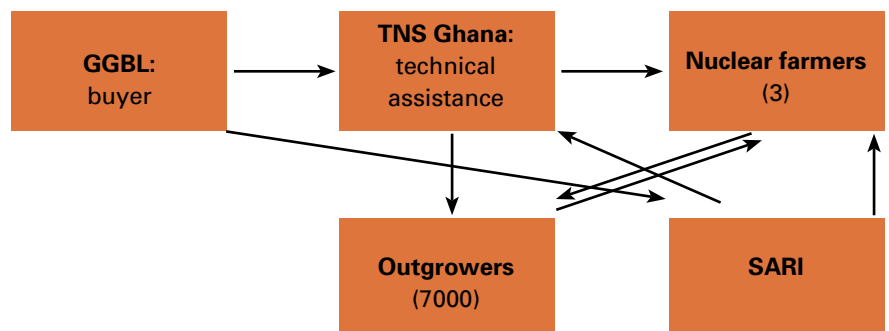 GGBL:
buyer
TNS Ghana:
technical
assistance
Nuclear farmers
(3)
Outgrowers
(7000)
SARI